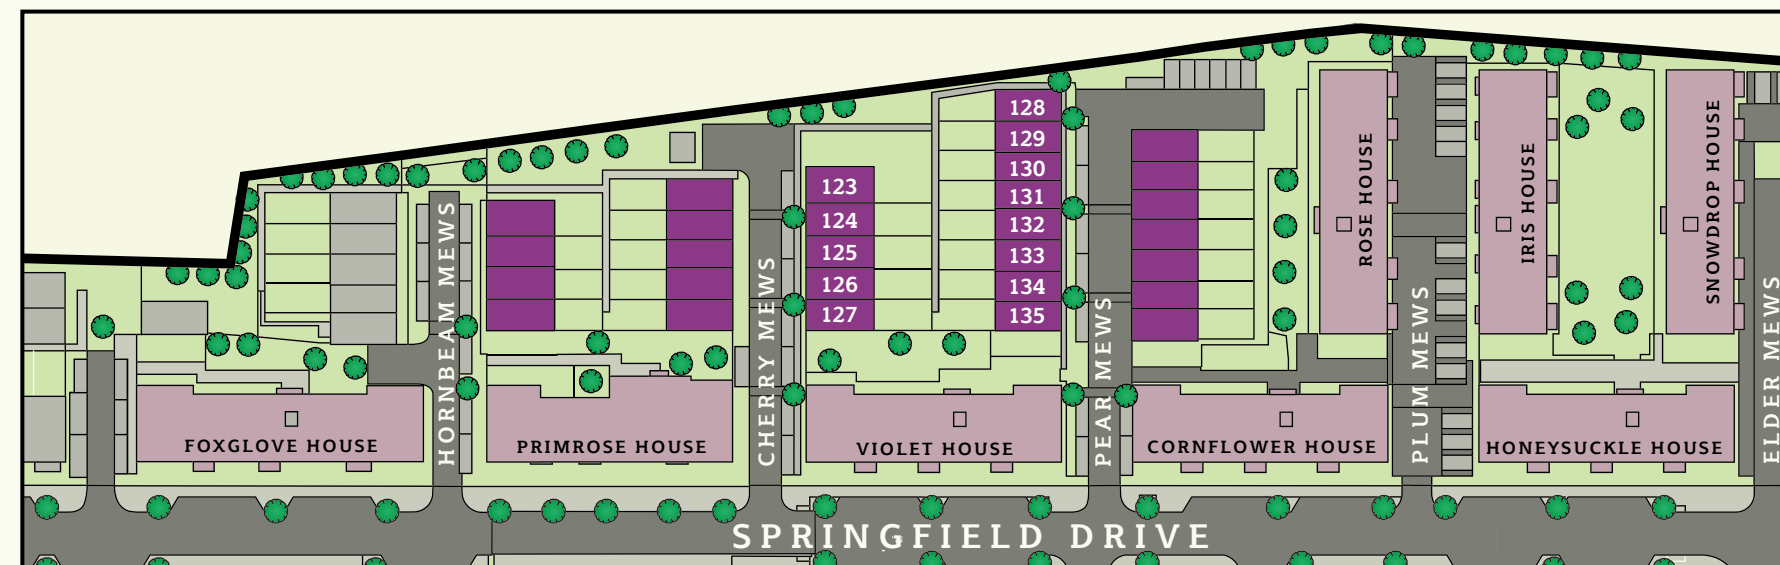 128
129
130
131
132
133
134
135
123
124
125
126
127
HORNBEAM MEWS
CHERRY MEWS
PEAR MEWS
ROSE HOUSE
PLUM MEWS
IRIS HOUSE
SNOWDROP HOUSE
ELDER MEWS
FOXGLOVE HOUSE
PRIMROSE HOUSE
VIOLET HOUSE
CORNFLOWER HOUSE
HONEYSUCKLE HOUSE
SPRINGFIELD DRIVE